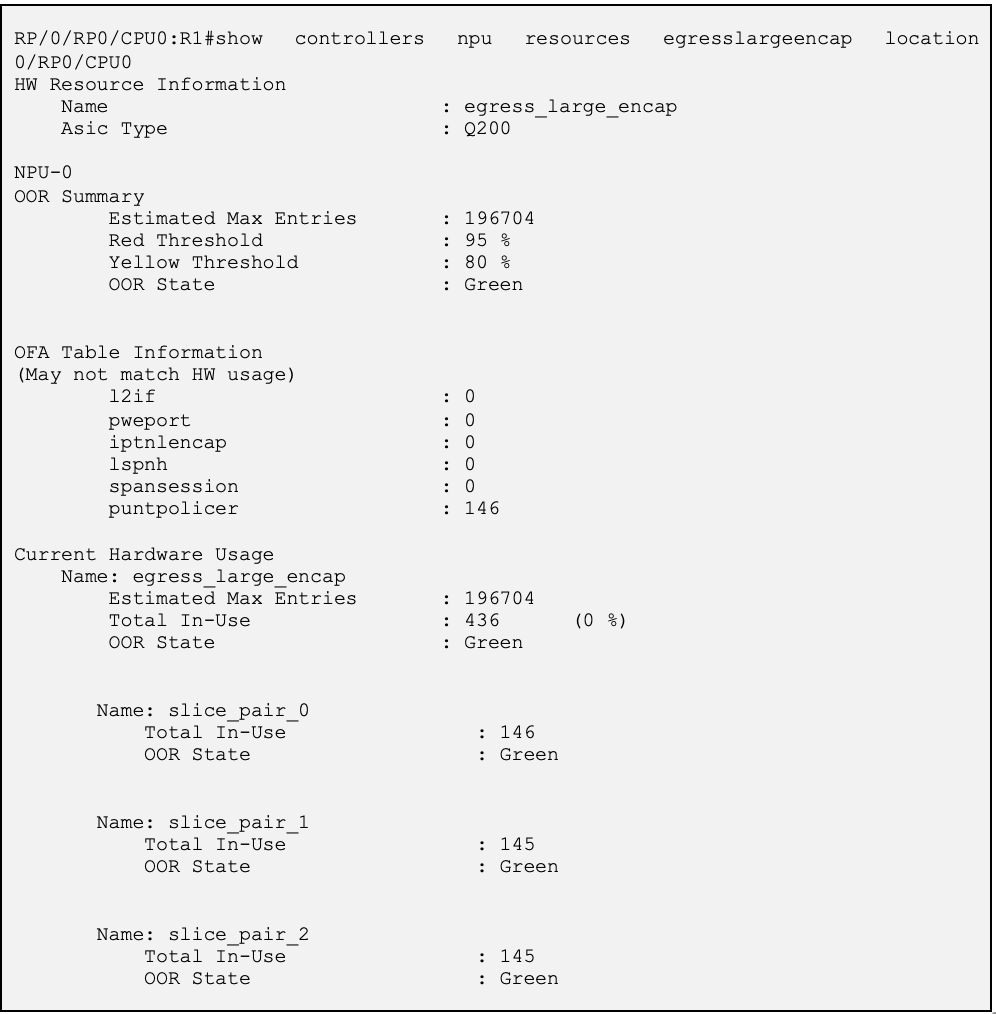 RP/0/RP0/CPU0:R1#show controllers npu resources egresslargeencap location
0/RP0/CPU0
HW Resource Information
Name : egress_large_encap
Asic Type : Q200
NPU-0
OOR Summary
Estimated Max Entries : 196704
Red Threshold : 95 %
Yellow Threshold : 80 %
OOR State : Green
OFA Table Information
(May not match HW usage)
l2if : 0
pweport : 0
iptnlencap : 0
lspnh : 0
spansession : 0
puntpolicer : 146
Current Hardware Usage
Name: egress_large_encap
Estimated Max Entries : 196704
Total In-Use : 436 (0 %)
OOR State : Green
Name: slice_pair_0
Total In-Use : 146
OOR State : Green
Name: slice_pair_1
Total In-Use : 145
OOR State : Green
Name: slice_pair_2
Total In-Use : 145
OOR State : Green